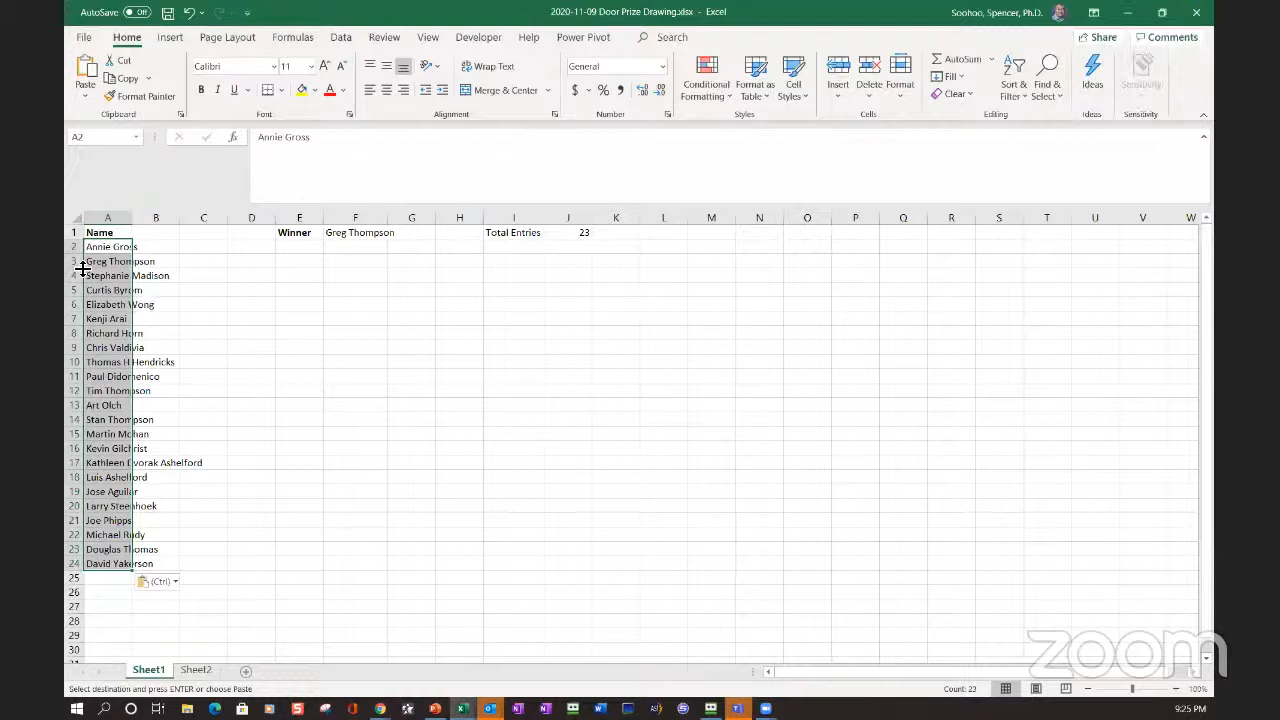 AutoSave Off 2020-11-09 Door Prize Drawing.xlsx - Excel Soohoo, Spencer, Ph.D.
File Home Insert Page Layout Formulas Data Review View Developer Help Power Pivot Search Share Comments
Paste Cut Copy Format Painter Clipboard
Calibri 11 A A B I U A Font
Wrap Text Merge & Center Alignment
General $ % , Number
Conditional Formatting Format as Table Cell Styles Styles
Insert Delete Format Cells
AutoSum Fill Clear Sort & Filter Find & Select Editing
Ideas Ideas
Sensitivity Sensitivity
A2 fx Annie Gross
A B C D E F G H I J K L M N O P Q R S T U V W
1 Name Winner Greg Thompson Total Entries 23
2 Annie Gross
3 Greg Thompson
4 Stephanie Madison
5 Curtis Byrom
6 Elizabeth Wong
7 Kenji Arai
8 Richard Horn
9 Chris Valdivia
10 Thomas H Hendricks
11 Paul Didomenico
12 Tim Thompson
13 Art Olch
14 Stan Thompson
15 Martin Mohan
16 Kevin Gilchrist
17 Kathleen Dvorak Ashelford
18 Luis Ashelford
19 Jose Aguilar
20 Larry Steenhoek
21 Joe Phipps
22 Michael Rudy
23 Douglas Thomas
24 David Yakerson
25 (Ctrl)
26
27
28
29
30
zoom
Sheet1 Sheet2
Select destination and press ENTER or choose Paste Count: 23 100%
9:25 PM